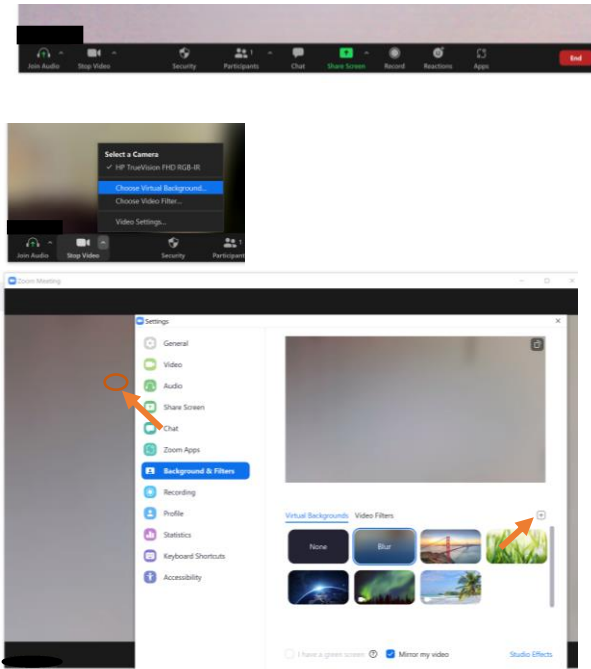 Join Audio Stop Video Security Participants 1 Chat Share Screen Record Reactions Apps End
Select a Camera
✓ HP TrueVision FHD RGB-IR
Choose Virtual Background...
Choose Video Filter...
Video Settings...
Join Audio Stop Video Security Participant 1
Zoom Meeting
Settings
General
Video
Audio
Share Screen
Chat
Zoom Apps
Background & Filters
Recording
Profile
Statistics
Keyboard Shortcuts
Accessibility
Virtual Backgrounds Video Filters
None Blur
I have a green screen Mirror my video Studio Effects